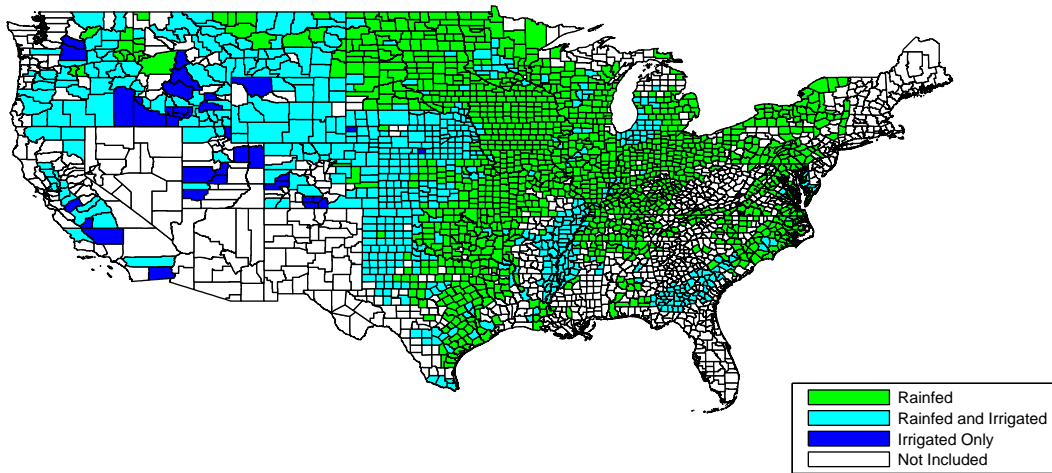 Rainfed
Rainfed and Irrigated
Irrigated Only
Not Included